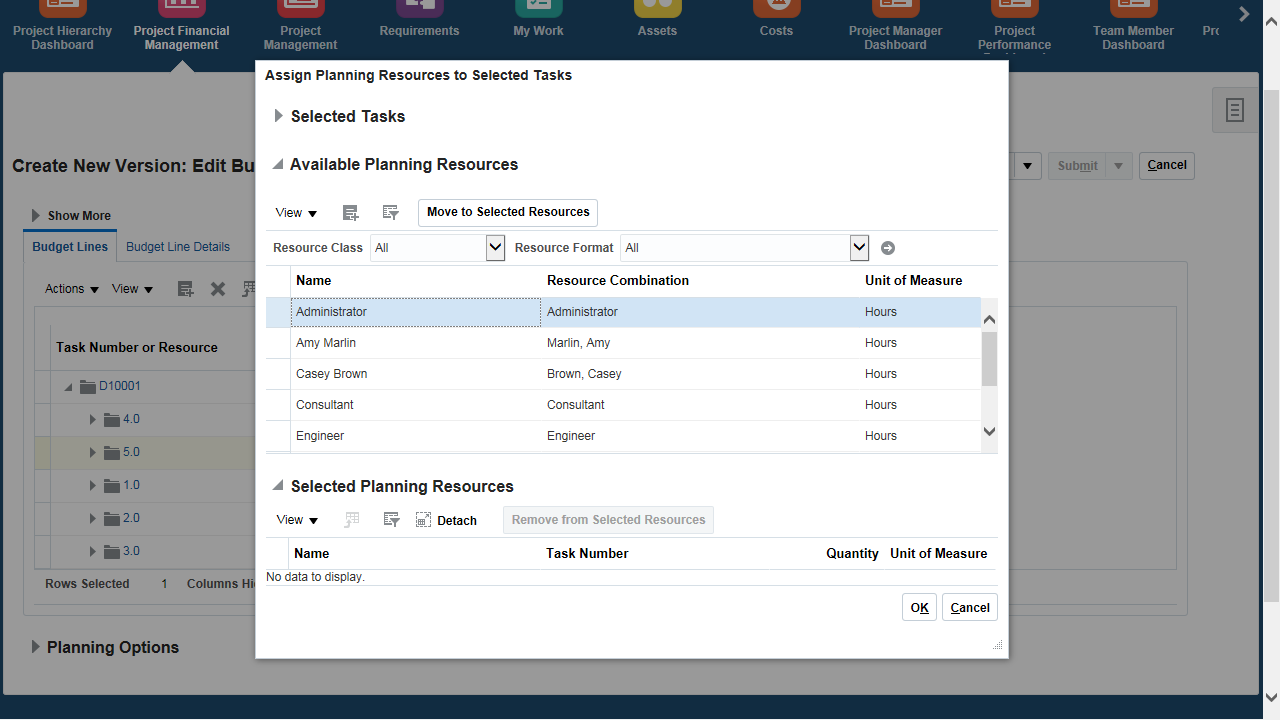 Project Hierarchy
Dashboard
Project Financial
Management
Project
Management
Requirements
My Work
Assets
Costs
Project Manager
Dashboard
Project
Performance
Team Member
Dashboard
Assign Planning Resources to Selected Tasks
Selected Tasks
Available Planning Resources
Create New Version: Edit Bu
Submit
Cancel
View
Move to Selected Resources
Show More
Resource Class All Resource Format All
Budget Lines Budget Line Details
Name Resource Combination Unit of Measure
Actions View
Administrator Administrator Hours
Amy Marlin Marlin, Amy Hours
Task Number or Resource
Casey Brown Brown, Casey Hours
D10001
Consultant Consultant Hours
4.0
Engineer Engineer Hours
5.0
1.0
2.0
3.0
Selected Planning Resources
View Detach Remove from Selected Resources
Name Task Number Quantity Unit of Measure
No data to display.
Rows Selected 1 Columns Hi
OK Cancel
Planning Options